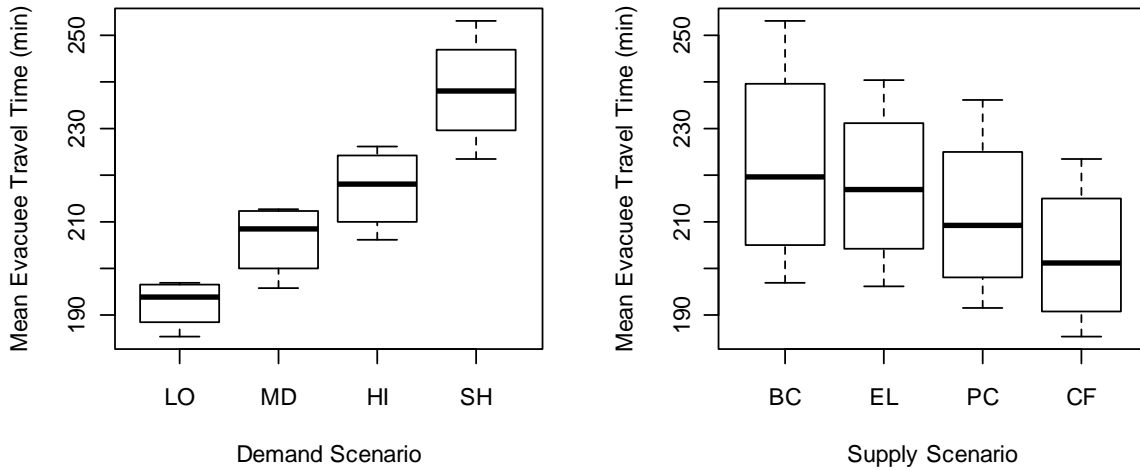 Mean Evacuee Travel Time (min)
250
230
210
190
LO MD HI SH
Demand Scenario
Mean Evacuee Travel Time (min)
250
230
210
190
BC EL PC CF
Supply Scenario